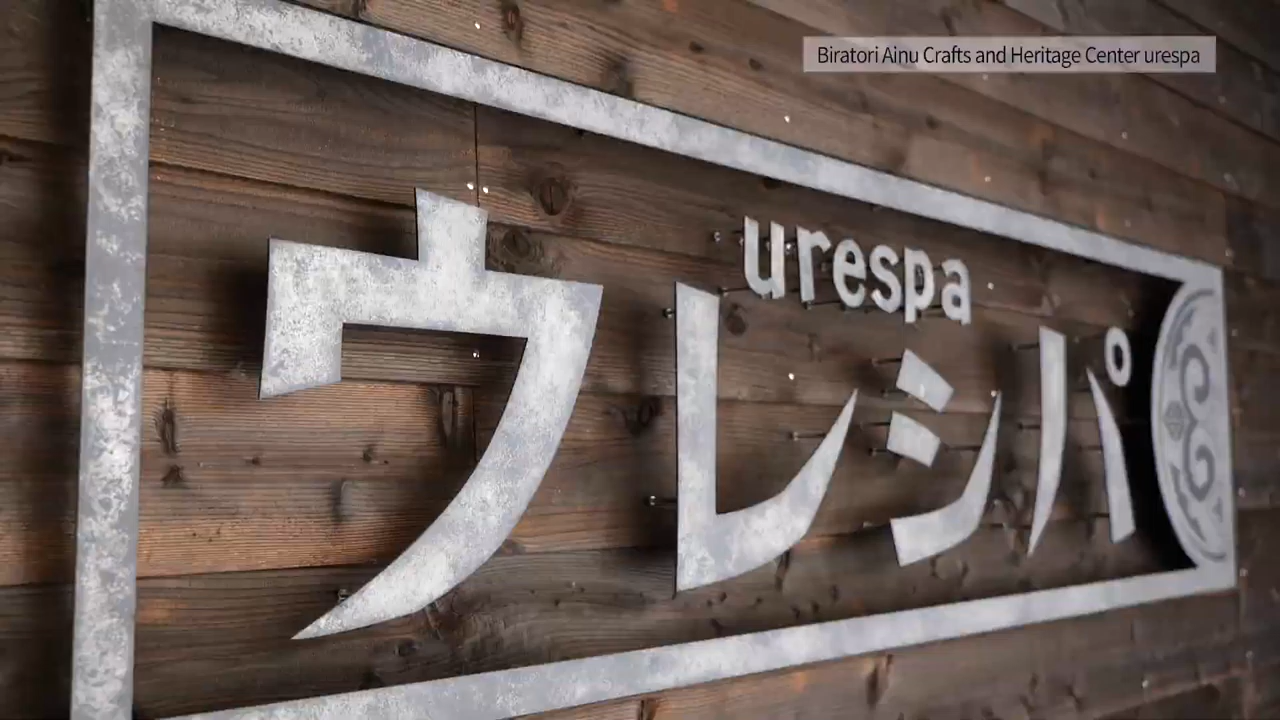 Biratori Ainu Crafts and Heritage Center urespa
urespa
ウレシパ